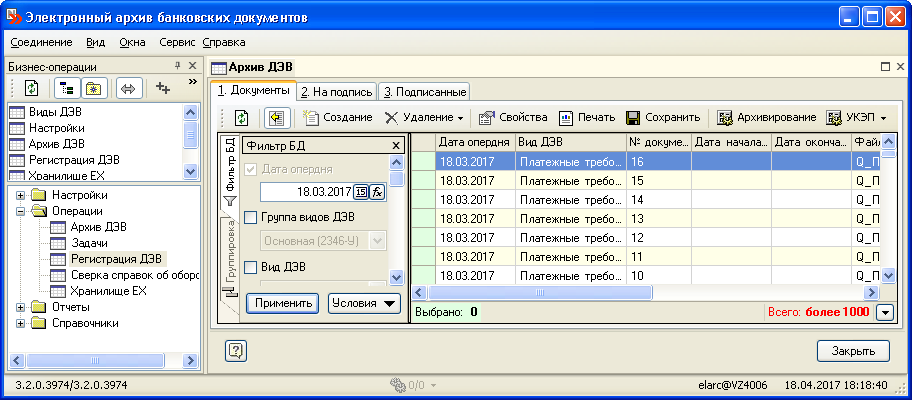 Электронный архив банковских документов
Соединение Вид Окна Сервис Справка
Бизнес-операции
Виды ДЭВ
Настройки
Архив ДЭВ
Регистрация ДЭВ
Хранилище ЕХ
Настройки
Операции
Архив ДЭВ
Задачи
Регистрация ДЭВ
Сверка справок об оборо
Хранилище ЕХ
Отчеты
Справочники
Архив ДЭВ
1. Документы 2. На подпись 3. Подписанные
Создание Удаление Свойства Печать Сохранить Архивирование УКЭП
Фильтр БД
Группировка
Фильтр БД
Дата опердня
18.03.2017 15 fx
Группа видов ДЭВ
Основная (2346-У)
Вид ДЭВ
Применить Условия
Дата опердня Вид ДЭВ № докуме... Дата начала... Дата оконча... Файл
18.03.2017 Платежные требо... 16 Q_П
18.03.2017 Платежные требо... 15 Q_П
18.03.2017 Платежные требо... 14 Q_П
18.03.2017 Платежные требо... 13 Q_П
18.03.2017 Платежные требо... 12 Q_П
18.03.2017 Платежные требо... 11 Q_П
18.03.2017 Платежные требо... 10 Q_П
Выбрано: 0 Всего: более 1000
Закрыть
3.2.0.3974/3.2.0.3974 0/0 elarc@VZ4006 18.04.2017 18:18:40